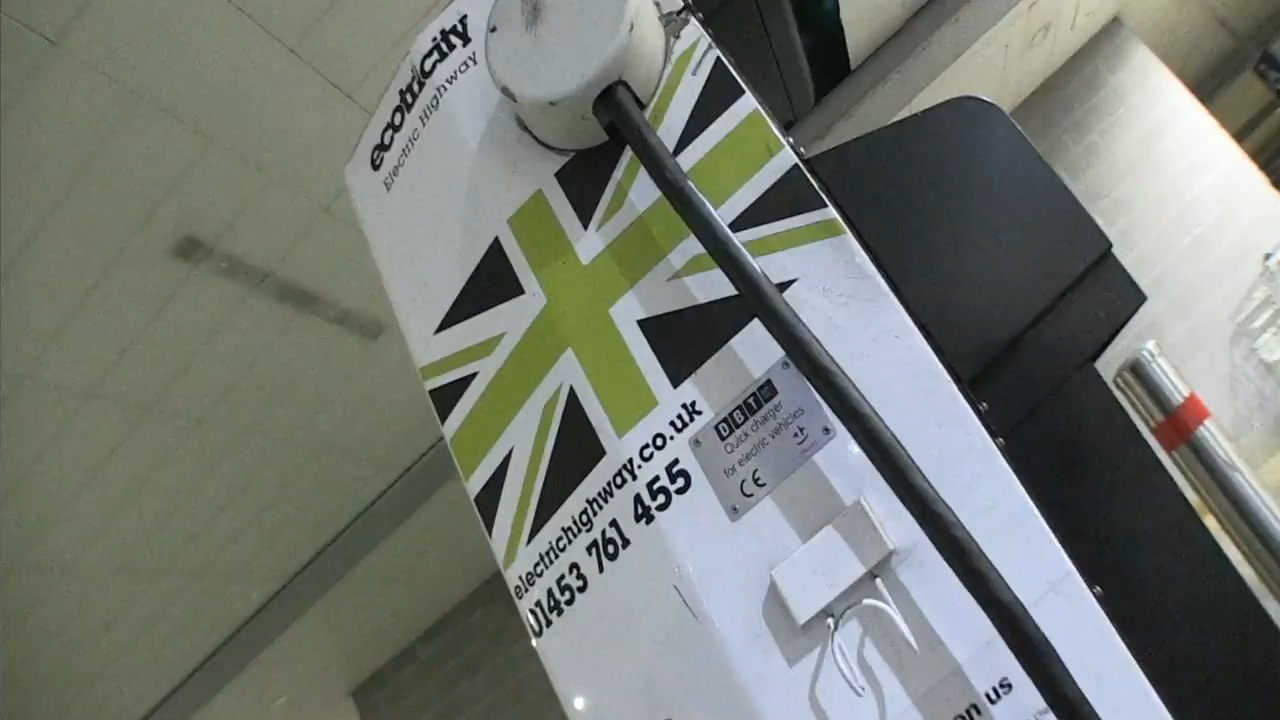 ecotricity
Electric Highway
electrichighway.co.uk
01453 761 455
DBT
Quick charger
for electric vehicles
CE
on us